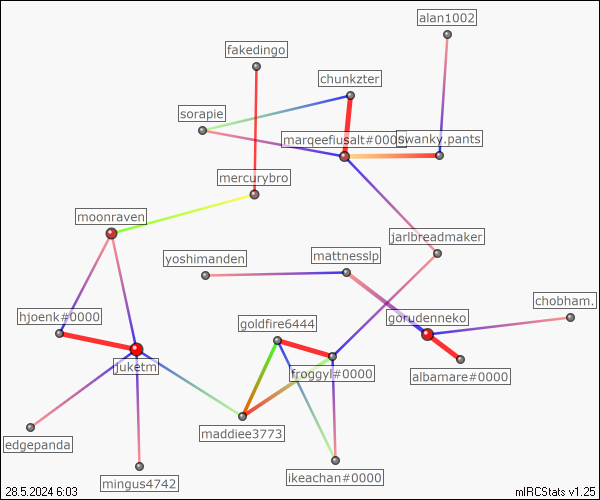 alan1002
fakedingo
chunkzter
sorapie
marqeefiusalt#0000
swanky.pants
mercurybro
moonraven
jarlbreadmaker
mattnesslp
yoshimanden
chobham.
hjoenk#0000
goldfire6444
gorudenneko
juketm
froggyl#0000
albamare#0000
maddiee3773
edgepanda
ikeachan#0000
mingus4742
28.5.2024 6:03
mIRCStats v1.25